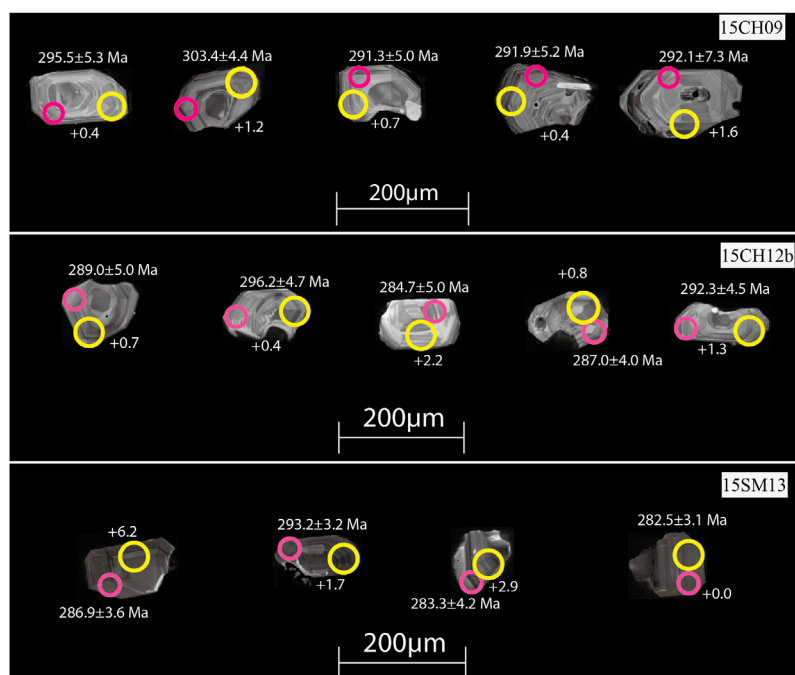 15CH09
295.5±5.3 Ma
303.4±4.4 Ma
291.3±5.0 Ma
291.9±5.2 Ma
292.1±7.3 Ma
+0.4
+1.2
+0.7
+0.4
+1.6
200μm
15CH12b
289.0±5.0 Ma
296.2±4.7 Ma
284.7±5.0 Ma
+0.8
292.3±4.5 Ma
+0.7
+0.4
+2.2
287.0±4.0 Ma
+1.3
200μm
15SM13
+6.2
293.2±3.2 Ma
282.5±3.1 Ma
286.9±3.6 Ma
+1.7
+2.9
283.3±4.2 Ma
+0.0
200μm